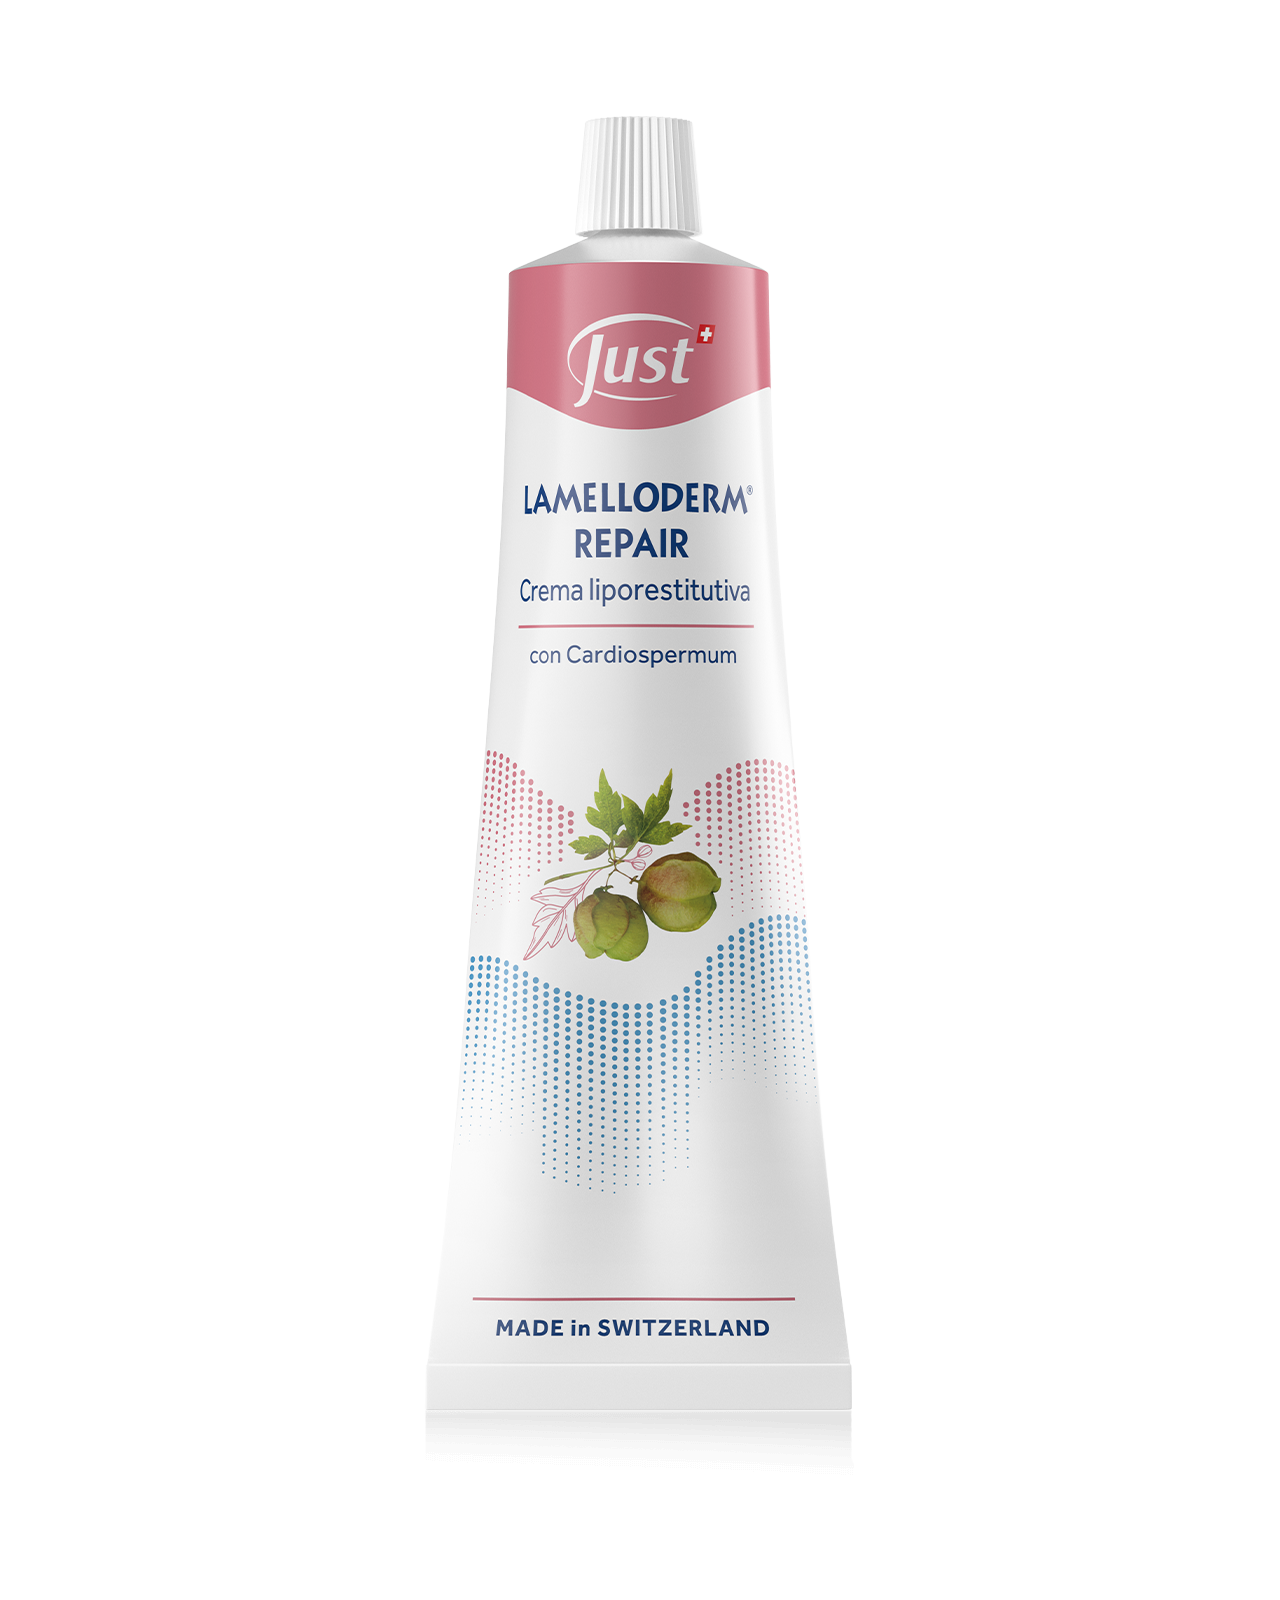 Just
LAMELLODERM®
REPAIR
Crema liporestitutiva
con Cardiospermum
MADE in SWITZERLAND